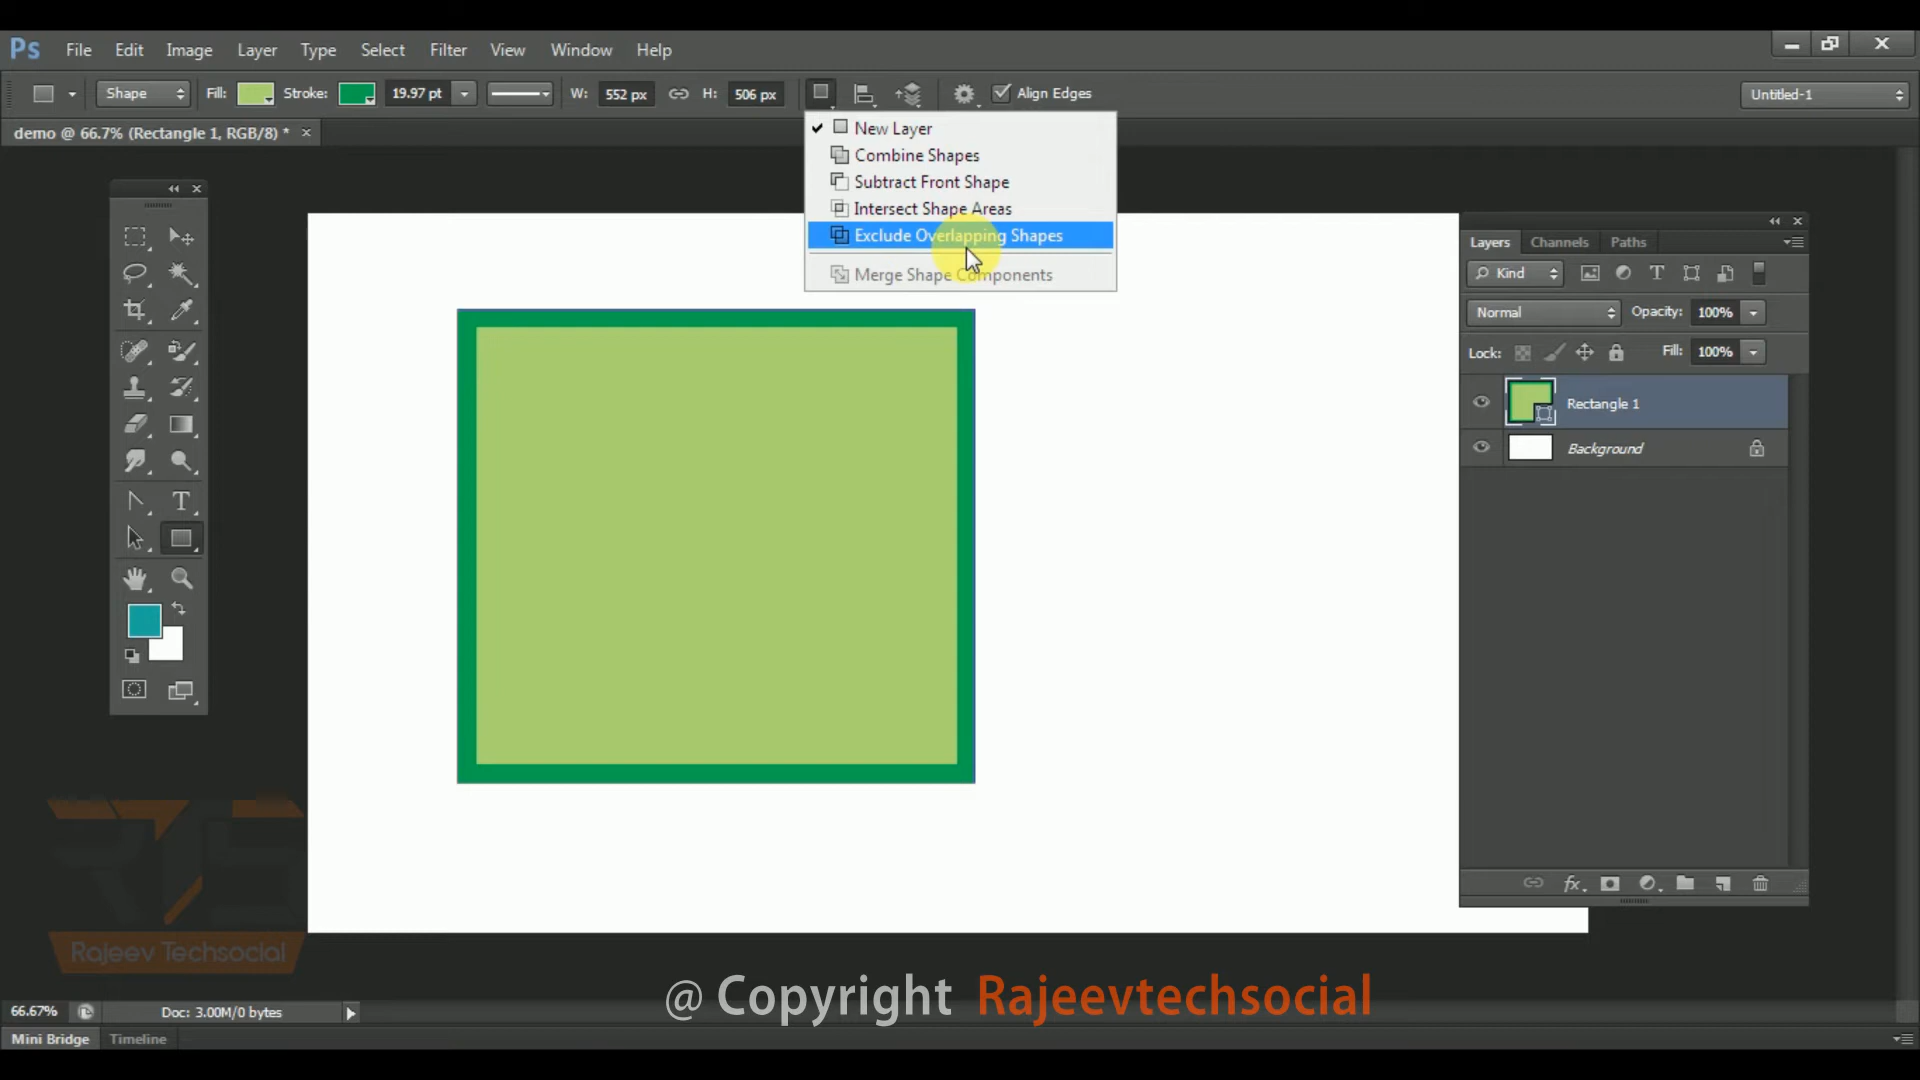 Ps File Edit Image Layer Type Select Filter View Window Help
Shape Fill: Stroke: 19.97 pt W: 552 px H: 506 px Align Edges Untitled-1
demo @ 66.7% (Rectangle 1, RGB/8) *
New Layer
Combine Shapes
Subtract Front Shape
Intersect Shape Areas
Exclude Overlapping Shapes
Merge Shape Components
Layers Channels Paths
Kind
Normal Opacity: 100%
Lock: Fill: 100%
Rectangle 1
Background
RTS
Rajeev Techsocial
@ Copyright Rajeevtechsocial
66.67% Doc: 3.00M/0 bytes
Mini Bridge Timeline